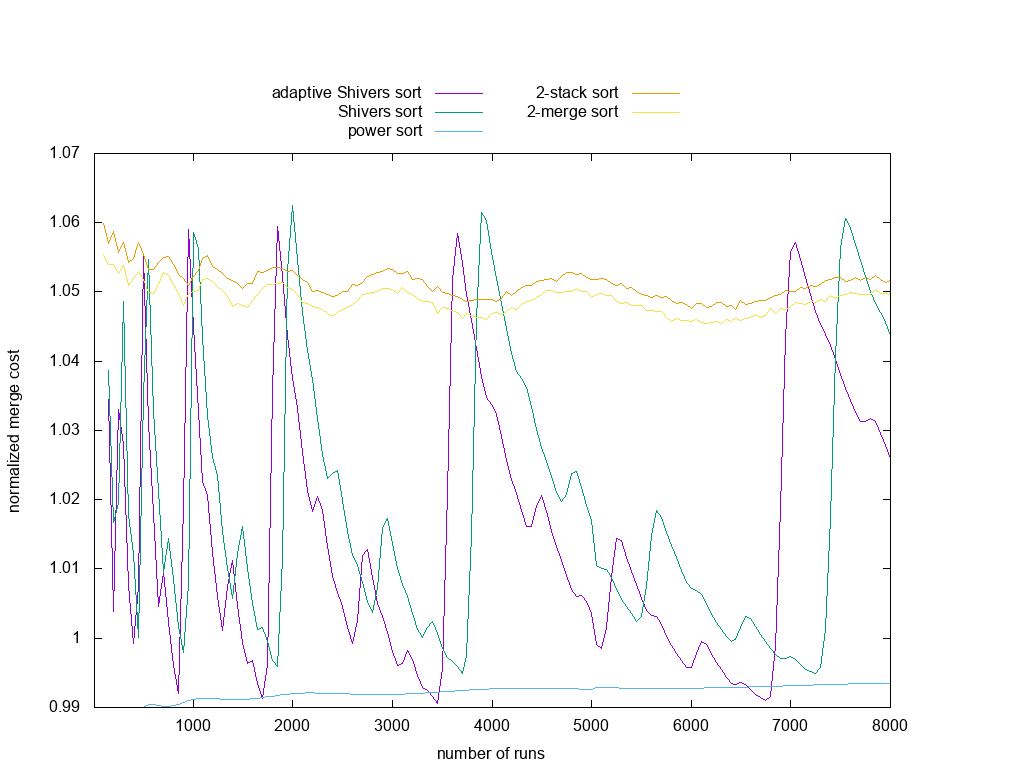 adaptive Shivers sort
Shivers sort
power sort
2-stack sort
2-merge sort
1.07
1.06
1.05
1.04
1.03
1.02
1.01
1
0.99
normalized merge cost
1000 2000 3000 4000 5000 6000 7000 8000
number of runs